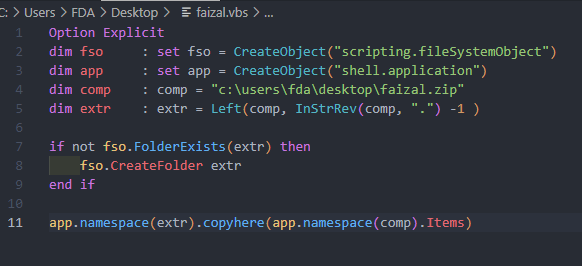 C: > Users > FDA > Desktop > faizal.vbs > ...
1 Option Explicit
2 dim fso : set fso = CreateObject("scripting.fileSystemObject")
3 dim app : set app = CreateObject("shell.application")
4 dim comp : comp = "c:\users\fda\desktop\faizal.zip"
5 dim extr : extr = Left(comp, InStrRev(comp, ".") -1 )
6
7 if not fso.FolderExists(extr) then
8 fso.CreateFolder extr
9 end if
10
11 app.namespace(extr).copyhere(app.namespace(comp).Items)